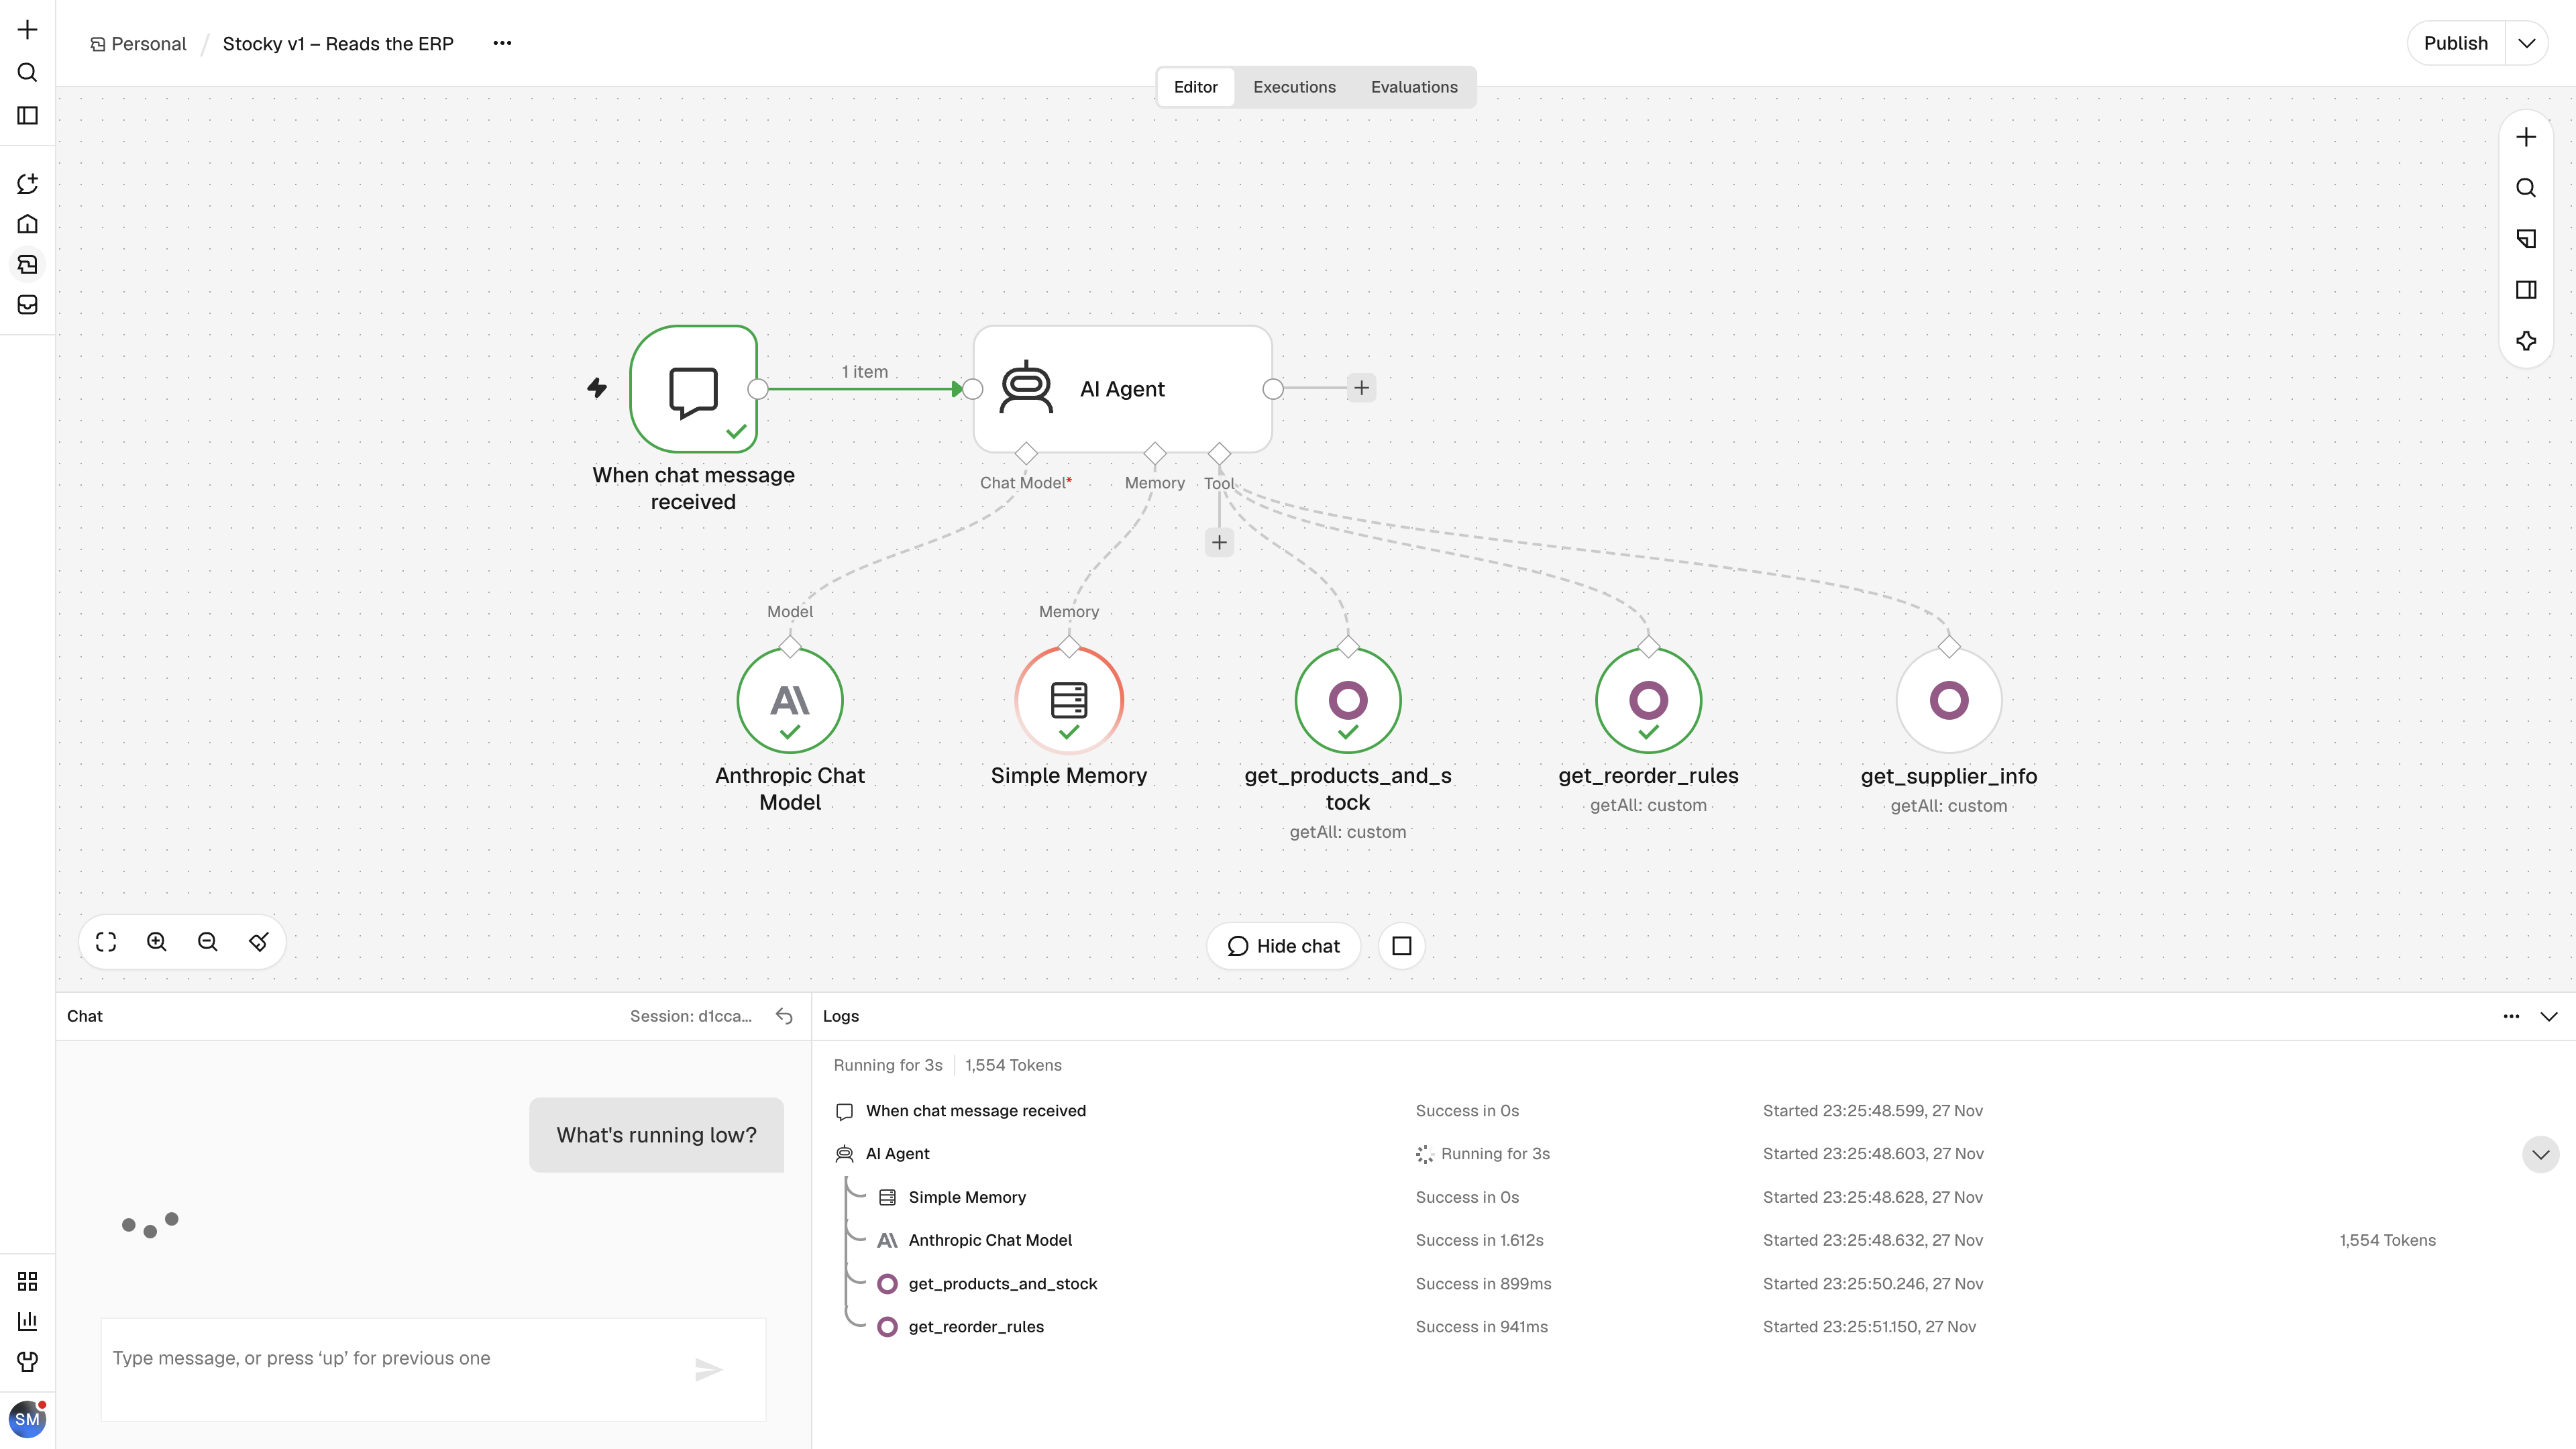 Personal / Stocky v1 – Reads the ERP
Publish
Editor
Executions
Evaluations
1 item
AI Agent
When chat message
received
Chat Model*
Memory
Tool
Model
Memory
Anthropic Chat
Model
Simple Memory
get_products_and_s
tock
getAll: custom
get_reorder_rules
getAll: custom
get_supplier_info
getAll: custom
Hide chat
Chat
Session: d1cca...
What's running low?
Type message, or press ‘up’ for previous one
SM
Logs
Running for 3s
1,554 Tokens
When chat message received Success in 0s Started 23:25:48.599, 27 Nov
AI Agent Running for 3s Started 23:25:48.603, 27 Nov
Simple Memory Success in 0s Started 23:25:48.628, 27 Nov
Anthropic Chat Model Success in 1.612s Started 23:25:48.632, 27 Nov 1,554 Tokens
get_products_and_stock Success in 899ms Started 23:25:50.246, 27 Nov
get_reorder_rules Success in 941ms Started 23:25:51.150, 27 Nov